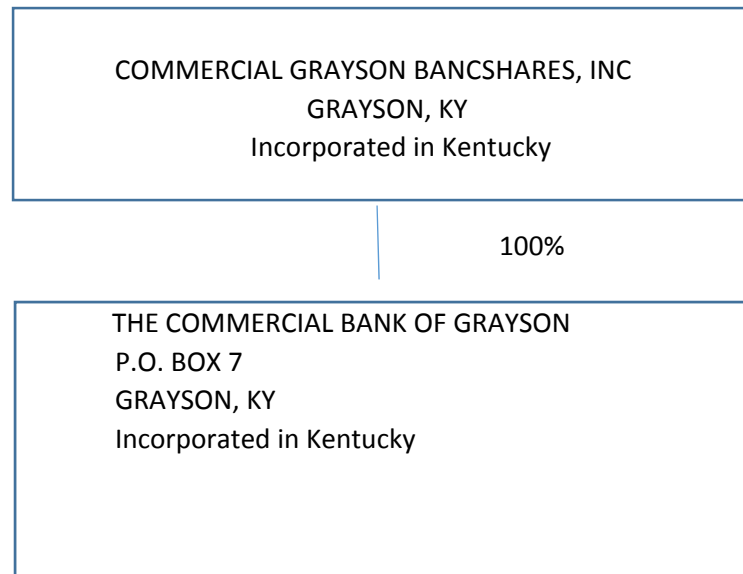 COMMERCIAL GRAYSON BANCSHARES, INC
GRAYSON, KY
Incorporated in Kentucky
100%
THE COMMERCIAL BANK OF GRAYSON
P.O. BOX 7
GRAYSON, KY
Incorporated in Kentucky